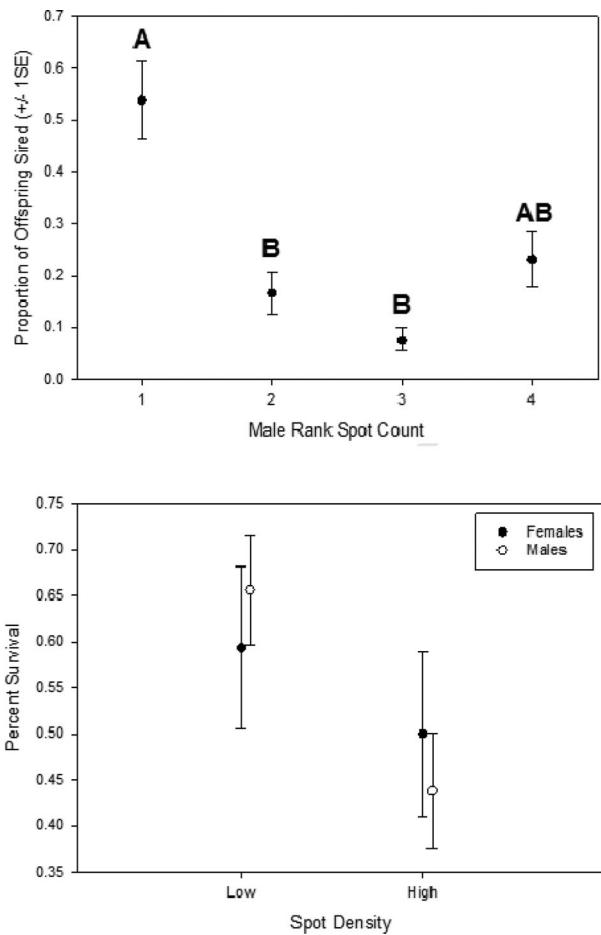 Proportion of Offspring Sired (+/- 1SE)
0.7
0.6
0.5
0.4
0.3
0.2
0.1
0.0
A
B
B
AB
1 2 3 4
Male Rank Spot Count
Percent Survival
0.75
0.70
0.65
0.60
0.55
0.50
0.45
0.40
0.35
Females
Males
Low High
Spot Density